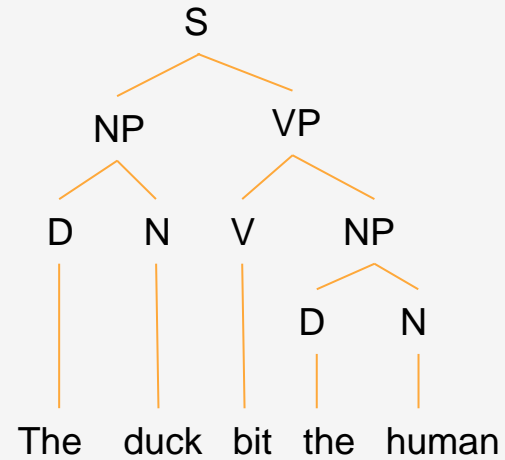 S
NP VP
D N V NP
D N
The duck bit the human